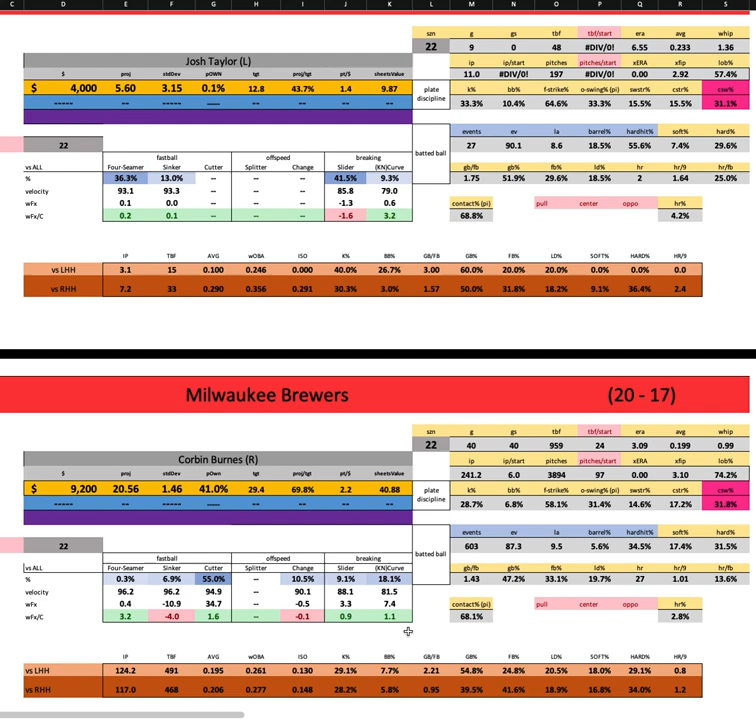 C D E F G H I J K L M N O P Q R S
szn g gs tbf tbf/start era avg whip
22 9 0 48 #DIV/0! 6.55 0.233 1.36
Josh Taylor (L) ip ip/start pitches pitches/start xERA xfip lob%
$ proj stdDev pOWN tgt proj/tgt pt/$ sheetsValue 11.0 #DIV/0! 197 #DIV/0! 0.00 2.92 57.4%
$ 4,000 5.60 3.15 0.1% 12.8 43.7% 1.4 9.87 plate discipline k% bb% f-strike% o-swing% (pi) swstr% cstr% csw%
----- -- -- ---- -- -- -- -- 33.3% 10.4% 64.6% 33.3% 15.5% 15.5% 31.1%
events ev la barrel% hardhit% soft% hard%
22 27 90.1 8.6 18.5% 55.6% 7.4% 29.6%
fastball offspeed breaking batted ball
vs ALL Four-Seamer Sinker Cutter Splitter Change Slider (KN)Curve gb/fb gb% fb% ld% hr hr/9 hr/fb
% 36.3% 13.0% -- -- -- 41.5% 9.3% 1.75 51.9% 29.6% 18.5% 2 1.64 25.0%
velocity 93.1 93.3 -- -- -- 85.8 79.0
wFx 0.1 0.0 -- -- -- -1.3 0.6 contact% (pi) pull center oppo hr%
wFx/C 0.2 0.1 -- -- -- -1.6 3.2 68.8% 4.2%
IP TBF AVG wOBA ISO K% BB% GB/FB GB% FB% LD% SOFT% HARD% HR/9
vs LHH 3.1 15 0.100 0.246 0.000 40.0% 26.7% 3.00 60.0% 20.0% 20.0% 0.0% 0.0% 0.0
vs RHH 7.2 33 0.290 0.356 0.291 30.3% 3.0% 1.57 50.0% 31.8% 18.2% 9.1% 36.4% 2.4
Milwaukee Brewers (20 - 17)
szn g gs tbf tbf/start era avg whip
22 40 40 959 24 3.09 0.199 0.99
Corbin Burnes (R) ip ip/start pitches pitches/start xERA xfip lob%
$ proj stdDev pOwn tgt proj/tgt pt/$ sheetsValue 241.2 6.0 3894 97 0.00 3.10 74.2%
$ 9,200 20.56 1.46 41.0% 29.4 69.8% 2.2 40.88 plate discipline k% bb% f-strike% o-swing% (pi) swstr% cstr% csw%
----- -- -- ---- -- -- -- -- 28.7% 6.8% 58.1% 31.4% 14.6% 17.2% 31.8%
events ev la barrel% hardhit% soft% hard%
22 603 87.3 9.5 5.6% 34.5% 17.4% 31.5%
fastball offspeed breaking batted ball
vs ALL Four-Seamer Sinker Cutter Splitter Change Slider (KN)Curve gb/fb gb% fb% ld% hr hr/9 hr/fb
% 0.3% 6.9% 55.0% -- 10.5% 9.1% 18.1% 1.43 47.2% 33.1% 19.7% 27 1.01 13.6%
velocity 96.2 96.2 94.9 -- 90.1 88.1 81.5
wFx 0.4 -10.9 34.7 -- -0.5 3.3 7.4 contact% (pi) pull center oppo hr%
wFx/C 3.2 -4.0 1.6 -- -0.1 0.9 1.1 68.1% 2.8%
IP TBF AVG wOBA ISO K% BB% GB/FB GB% FB% LD% SOFT% HARD% HR/9
vs LHH 124.2 491 0.195 0.261 0.130 29.1% 7.7% 2.21 54.8% 24.8% 20.5% 18.0% 29.1% 0.8
vs RHH 117.0 468 0.206 0.277 0.148 28.2% 5.8% 0.95 39.5% 41.6% 18.9% 16.8% 34.0% 1.2